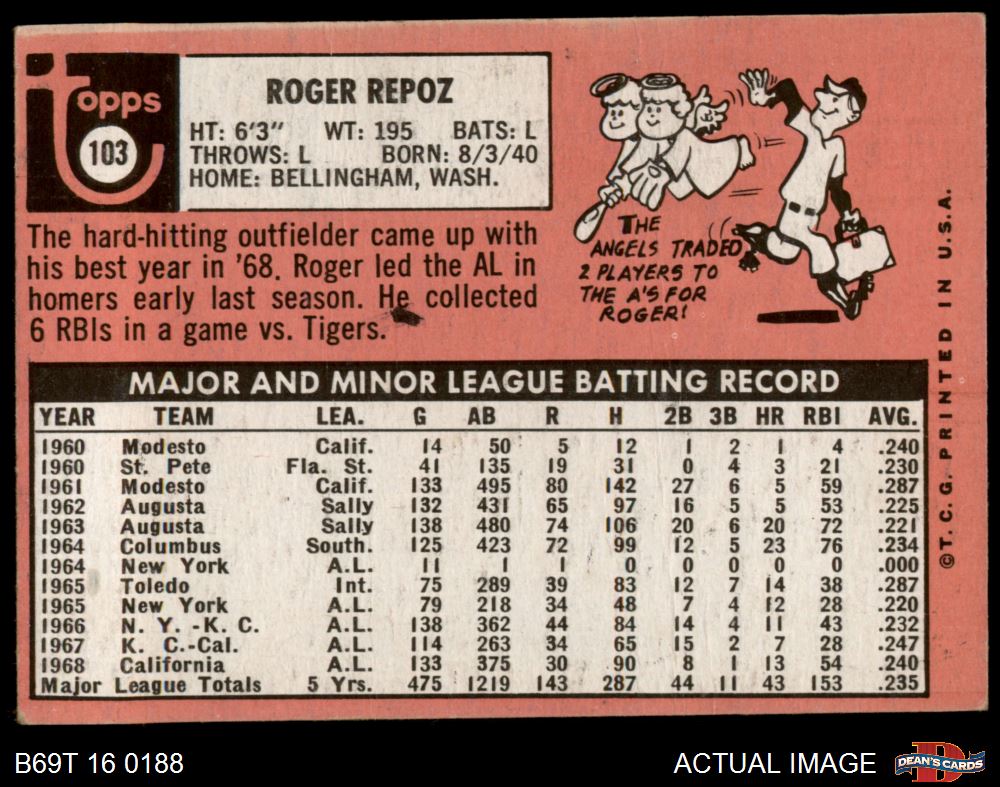 Topps
103
ROGER REPOZ
HT: 6'3" WT: 195 BATS: L
THROWS: L BORN: 8/3/40
HOME: BELLINGHAM, WASH.
The hard-hitting outfielder came up with
his best year in '68. Roger led the AL in
homers early last season. He collected
6 RBIs in a game vs. Tigers.
THE
ANGELS TRADED
2 PLAYERS TO
THE A'S FOR
ROGER!
MAJOR AND MINOR LEAGUE BATTING RECORD
YEAR TEAM LEA. G AB R H 2B 3B HR RBI AVG.
1960 Modesto Calif. 14 50 5 12 1 2 1 4 .240
1960 St. Pete Fla. St. 41 135 19 31 0 4 3 21 .230
1961 Modesto Calif. 133 495 80 142 27 6 5 59 .287
1962 Augusta Sally 132 431 65 97 16 5 5 53 .225
1963 Augusta Sally 138 480 74 106 20 6 20 72 .221
1964 Columbus South. 125 423 72 99 12 5 23 76 .234
1964 New York A.L. 11 1 1 0 0 0 0 0 .000
1965 Toledo Int. 75 289 39 83 12 7 14 38 .287
1965 New York A.L. 79 218 34 48 7 4 12 28 .220
1966 N. Y. -K. C. A.L. 138 362 44 84 14 4 11 43 .232
1967 K. C.-Cal. A.L. 114 263 34 65 15 2 7 28 .247
1968 California A.L. 133 375 30 90 8 1 13 54 .240
Major League Totals 5 Yrs. 475 1219 143 287 44 11 43 153 .235
©T. C. G. PRINTED IN U.S.A.
B69T 16 0188
ACTUAL IMAGE
DEAN'S CARDS